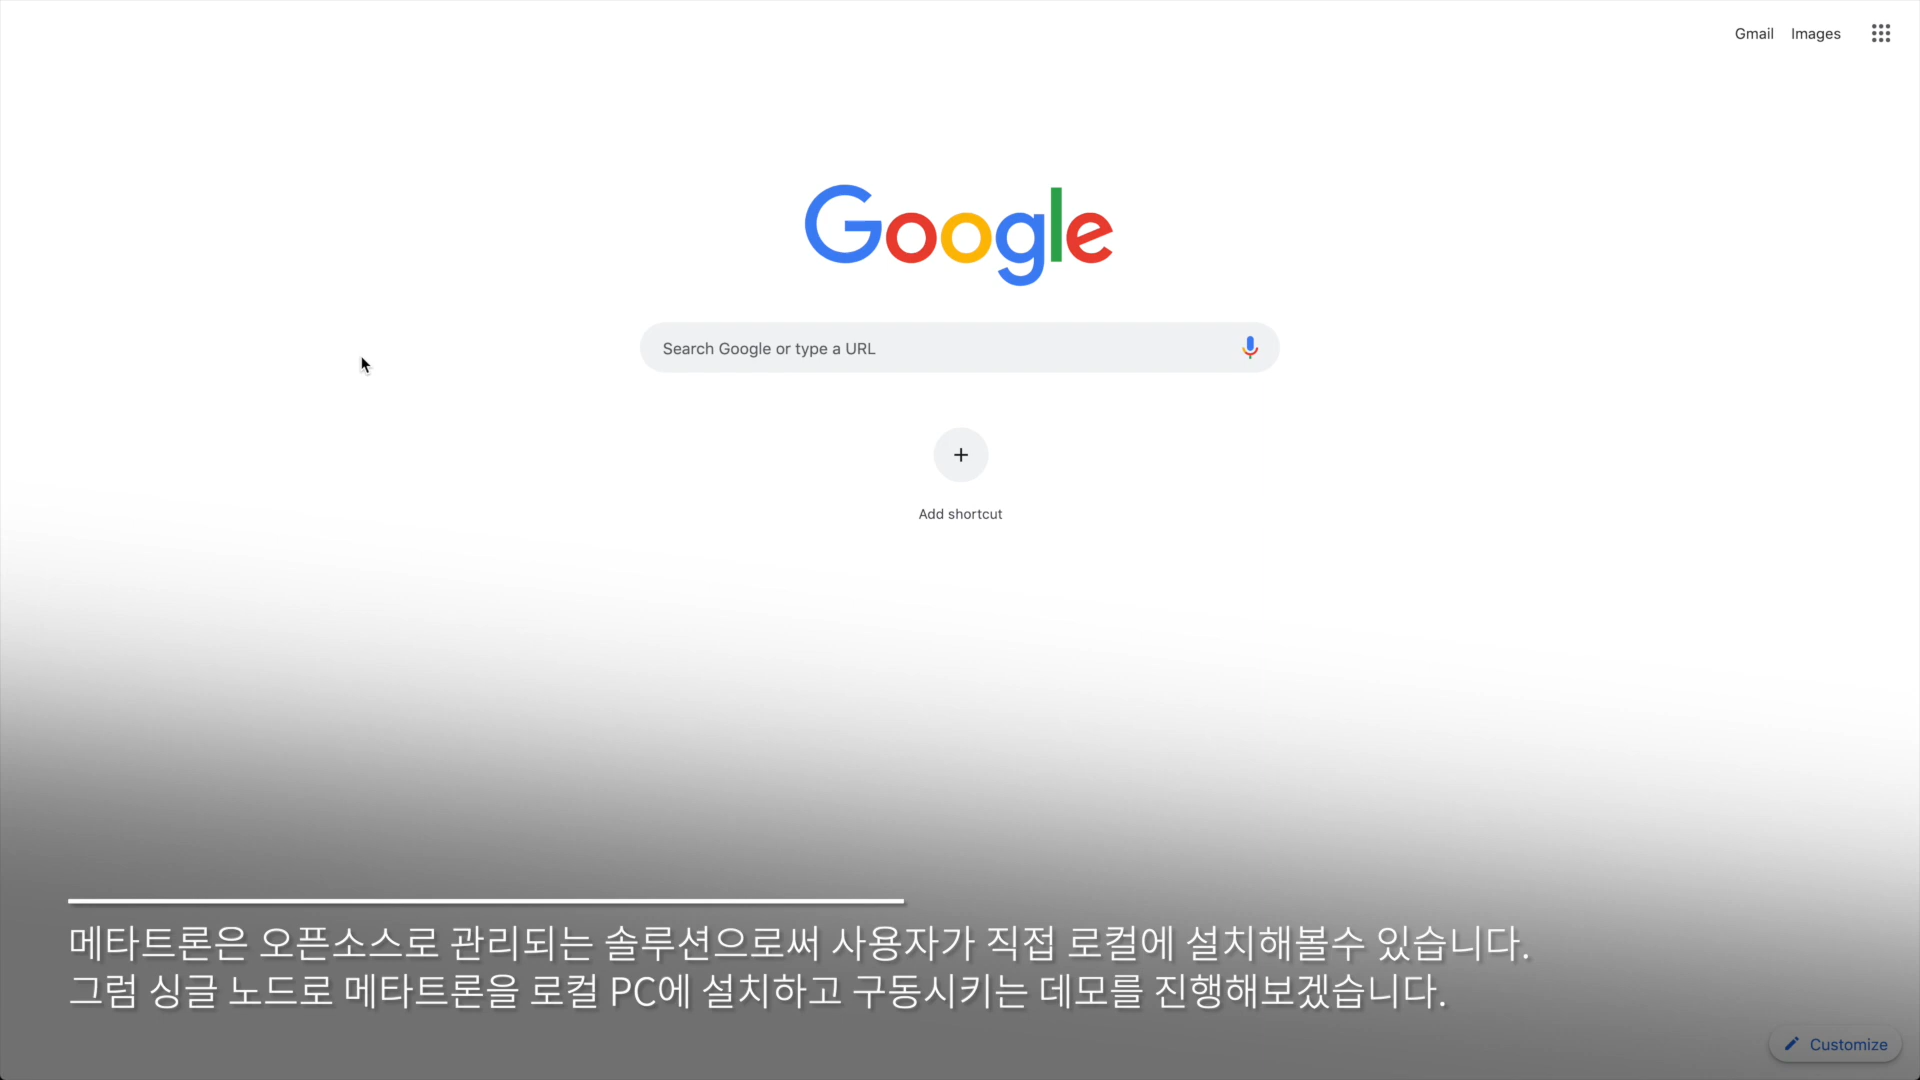 Gmail Images
Google
Search Google or type a URL
Add shortcut
메타트론은 오픈소스로 관리되는 솔루션으로써 사용자가 직접 로컬에 설치해볼수 있습니다.
그럼 싱글 노드로 메타트론을 로컬 PC에 설치하고 구동시키는 데모를 진행해보겠습니다.
Customize